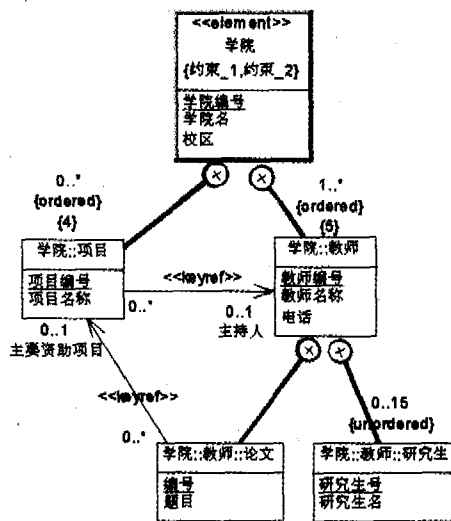 <<element>>
学院
{约束_1,约束_2}
学院编号
学院名
校区
0..*
{ordered}
{4}
1..*
{ordered}
{5}
学院::项目
项目编号
项目名称
<<keyref>>
0..*
学院::教师
教师编号
教师名称
电话
0..1
主持人
0..1
主要资助项目
<<keyref>>
0..*
0..15
{unordered}
学院::教师::论文
编号
题目
学院::教师::研究生
研究生号
研究生名